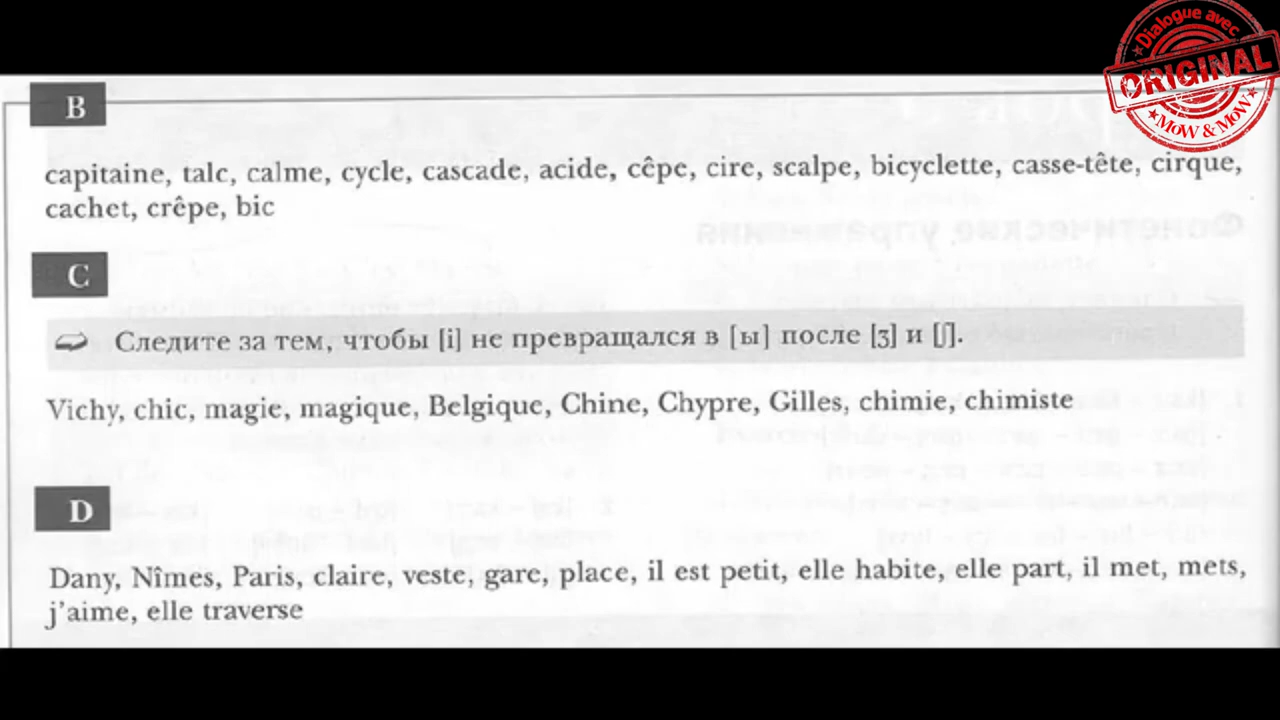 Dialogue avec
ORIGINAL
MoW & MoW
B
capitaine, talc, calme, cycle, cascade, acide, cêpe, cire, scalpe, bicyclette, casse-tête, cirque,
cachet, crêpe, bic
Фонетические упражнения
C
Следите за тем, чтобы [i] не превращался в [ы] после [ʒ] и [ʃ].
Vichy, chic, magie, magique, Belgique, Chine, Chypre, Gilles, chimie, chimiste
D
Dany, Nîmes, Paris, claire, veste, gare, place, il est petit, elle habite, elle part, il met, mets,
j'aime, elle traverse